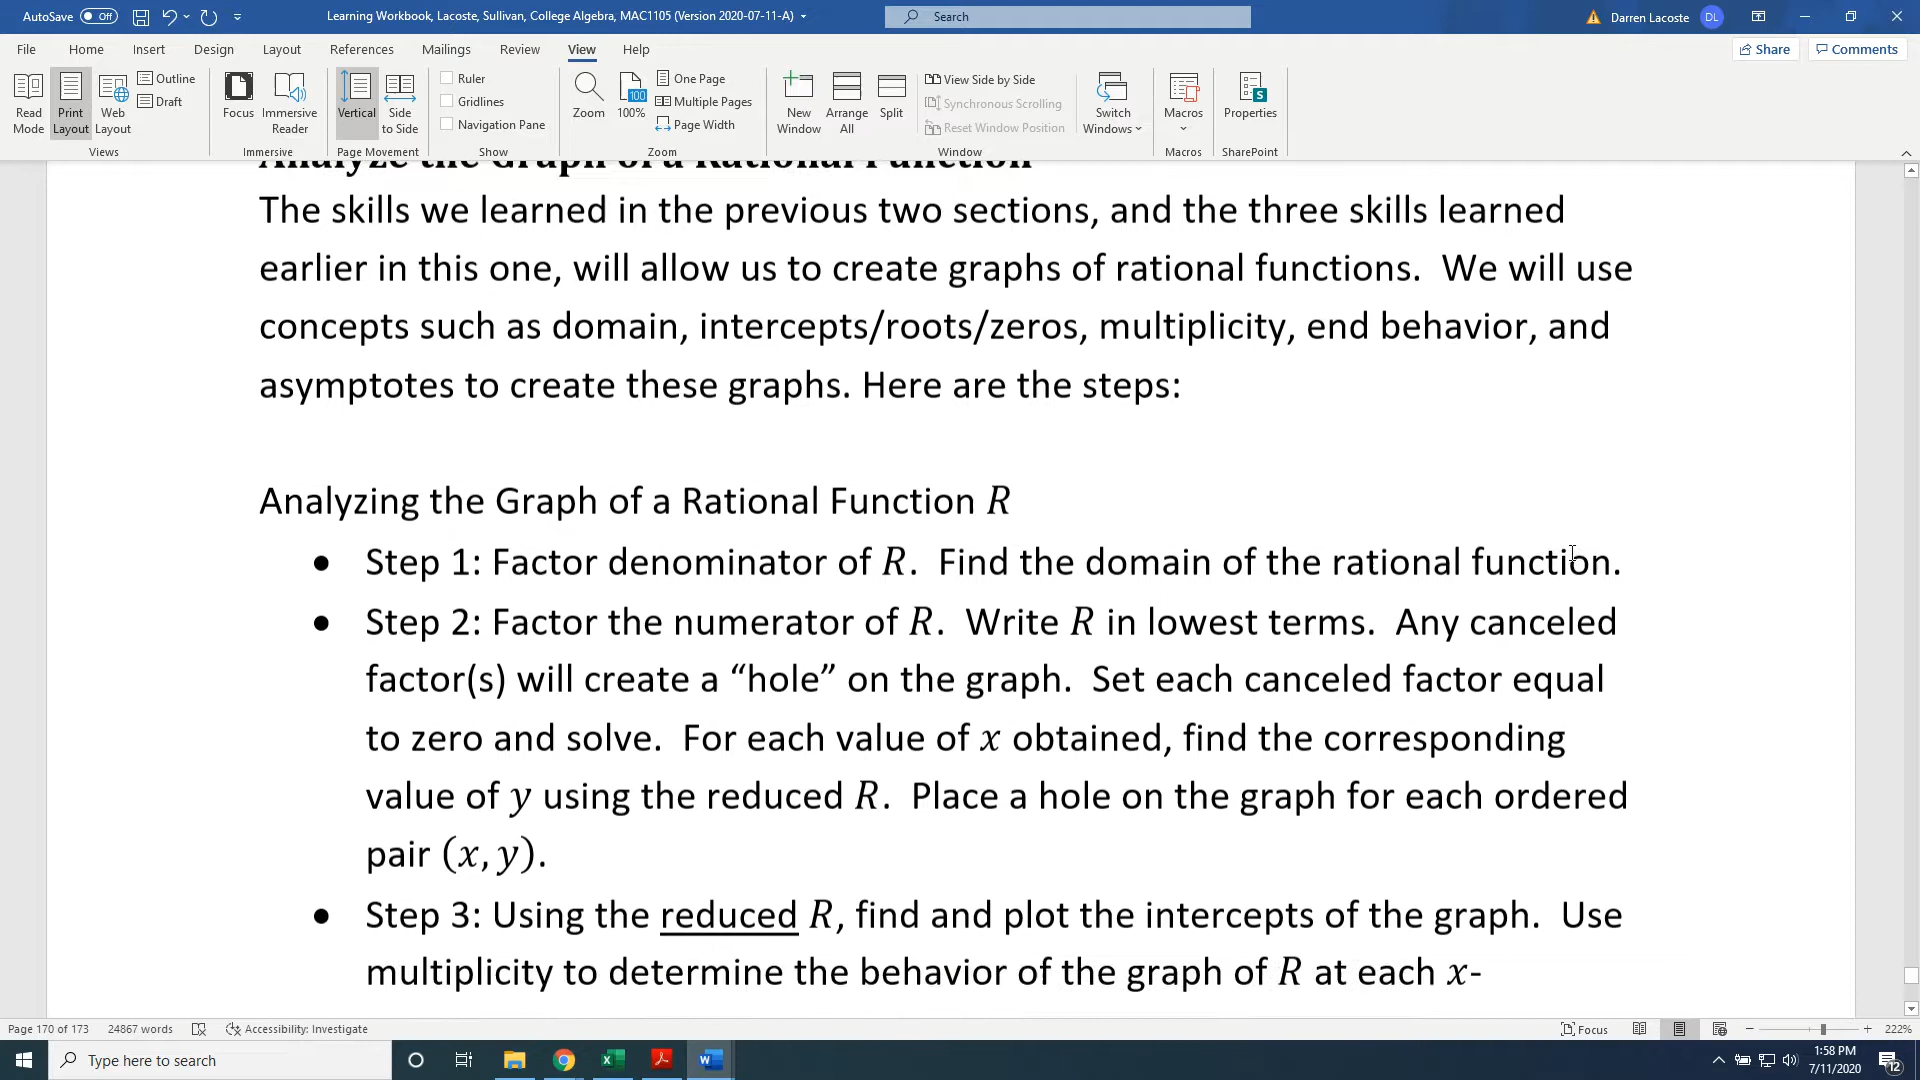 AutoSave Off Learning Workbook, Lacoste, Sullivan, College Algebra, MAC1105 (Version 2020-07-11-A) Search Darren Lacoste DL
File Home Insert Design Layout References Mailings Review View Help Share Comments
Read Mode
Print Layout
Web Layout
Outline
Draft
Views
Focus
Immersive Reader
Immersive
Vertical
Side to Side
Page Movement
Ruler
Gridlines
Navigation Pane
Show
Zoom
100
100%
One Page
Multiple Pages
Page Width
Zoom
New Window
Arrange All
Split
View Side by Side
Synchronous Scrolling
Reset Window Position
Window
Switch Windows
Macros
Macros
Properties
SharePoint
Analyze the Graph of a Rational Function
The skills we learned in the previous two sections, and the three skills learned
earlier in this one, will allow us to create graphs of rational functions. We will use
concepts such as domain, intercepts/roots/zeros, multiplicity, end behavior, and
asymptotes to create these graphs. Here are the steps:
Analyzing the Graph of a Rational Function R
• Step 1: Factor denominator of R. Find the domain of the rational function.
• Step 2: Factor the numerator of R. Write R in lowest terms. Any canceled
factor(s) will create a “hole” on the graph. Set each canceled factor equal
to zero and solve. For each value of x obtained, find the corresponding
value of y using the reduced R. Place a hole on the graph for each ordered
pair (x, y).
• Step 3: Using the reduced R, find and plot the intercepts of the graph. Use
multiplicity to determine the behavior of the graph of R at each x-
Page 170 of 173 24867 words Accessibility: Investigate Focus 222%
Type here to search
1:58 PM
7/11/2020
12